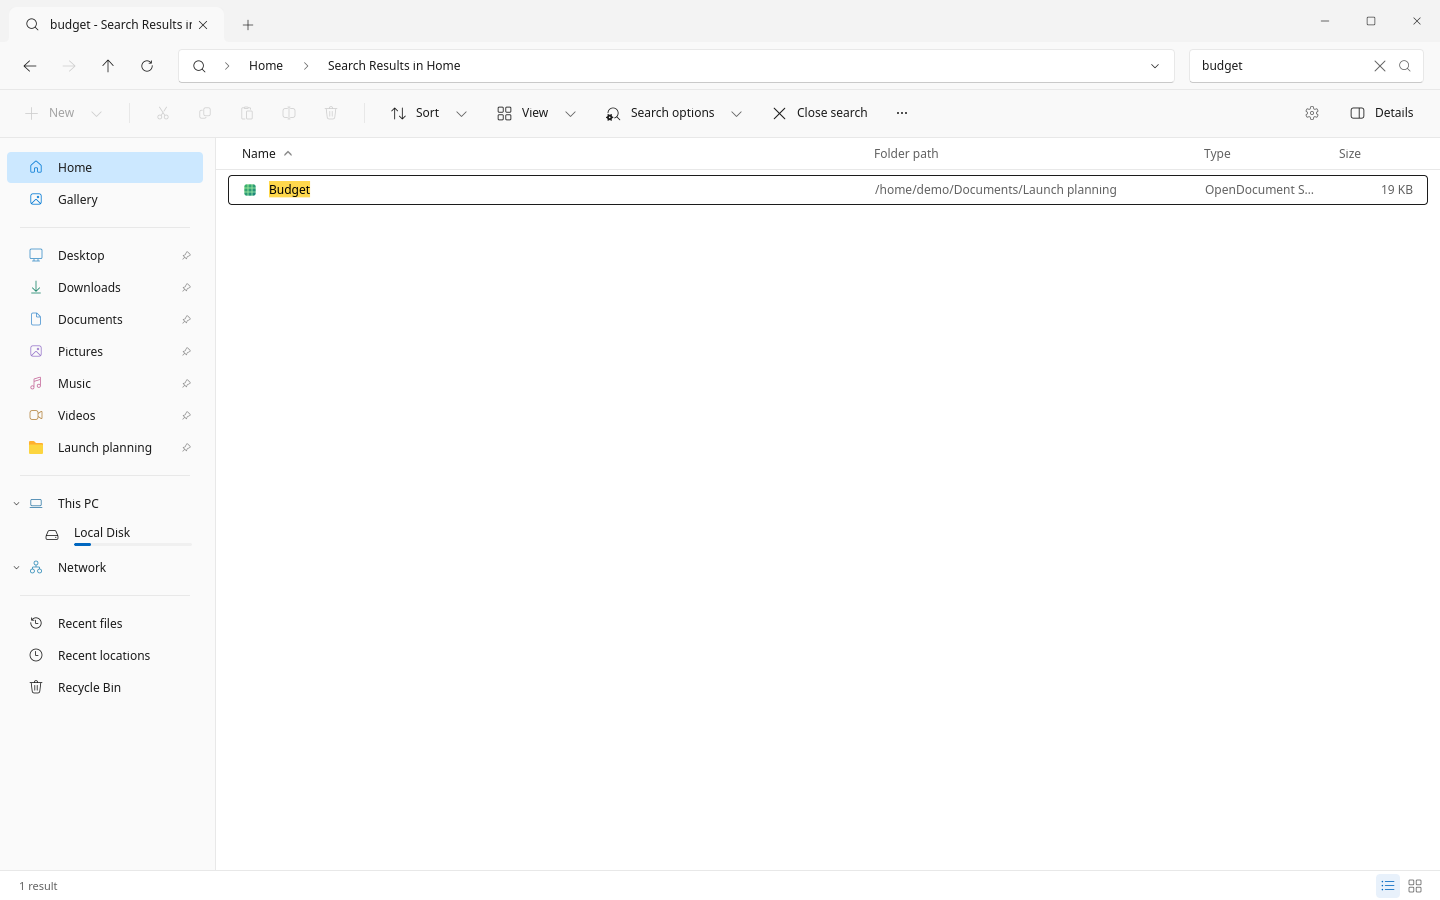 budget - Search Results in
Home
Search Results in Home
budget
New
Sort
View
Search options
Close search
Details
Home
Gallery
Desktop
Downloads
Documents
Pictures
Music
Videos
Launch planning
This PC
Local Disk
Network
Recent files
Recent locations
Recycle Bin
Name Folder path Type Size
Budget /home/demo/Documents/Launch planning OpenDocument S... 19 KB
1 result